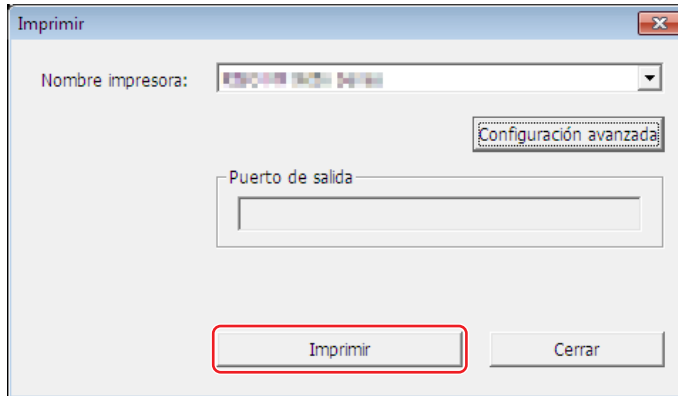 Imprimir
Nombre impresora:
Configuración avanzada
Puerto de salida
Imprimir
Cerrar